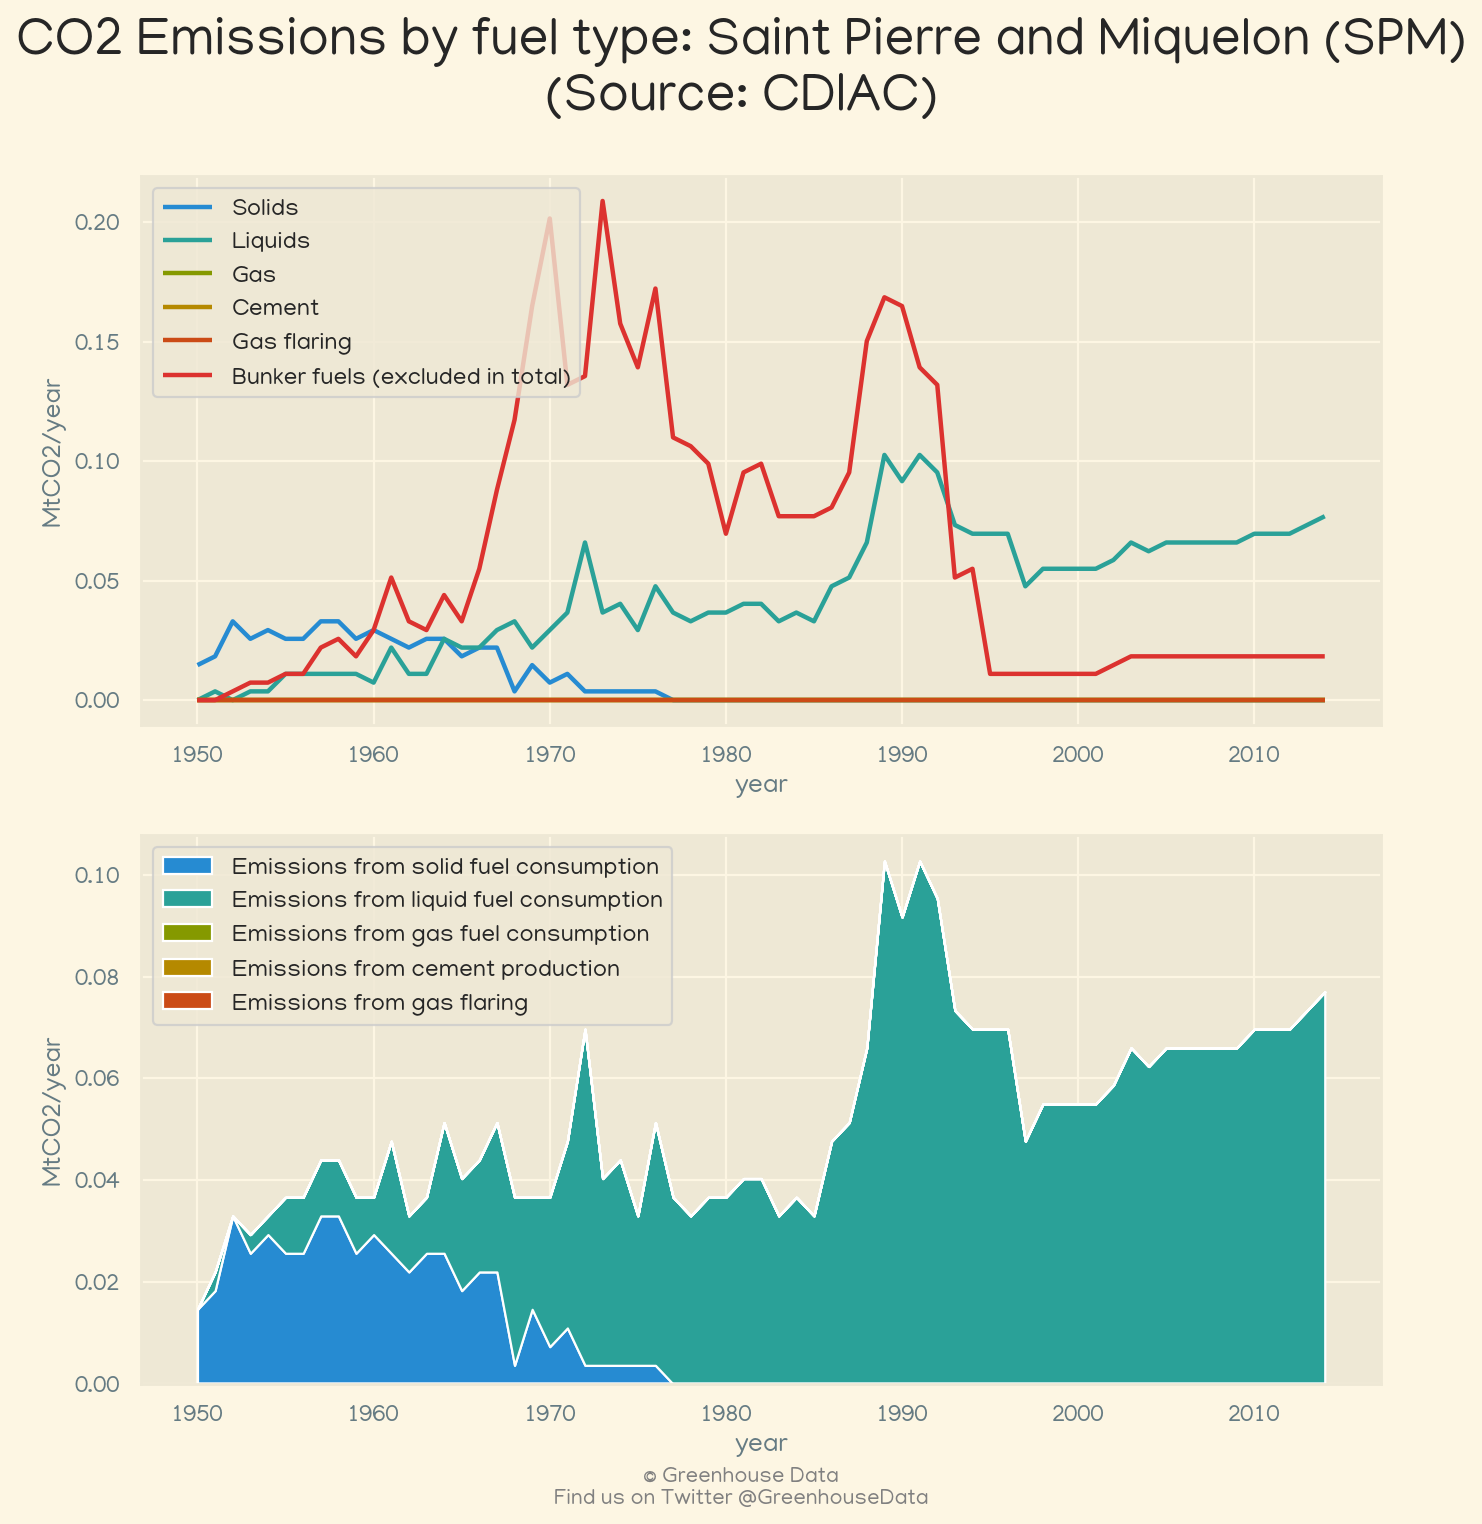 CO2 Emissions by fuel type: Saint Pierre and Miquelon (SPM)
(Source: CDIAC)
Solids
Liquids
Gas
Cement
Gas flaring
Bunker fuels (excluded in total)
0.20
0.15
0.10
0.05
0.00
MtCO2/year
1950 1960 1970 1980 1990 2000 2010
year
Emissions from solid fuel consumption
Emissions from liquid fuel consumption
Emissions from gas fuel consumption
Emissions from cement production
Emissions from gas flaring
0.10
0.08
0.06
0.04
0.02
0.00
MtCO2/year
1950 1960 1970 1980 1990 2000 2010
year
© Greenhouse Data
Find us on Twitter @GreenhouseData